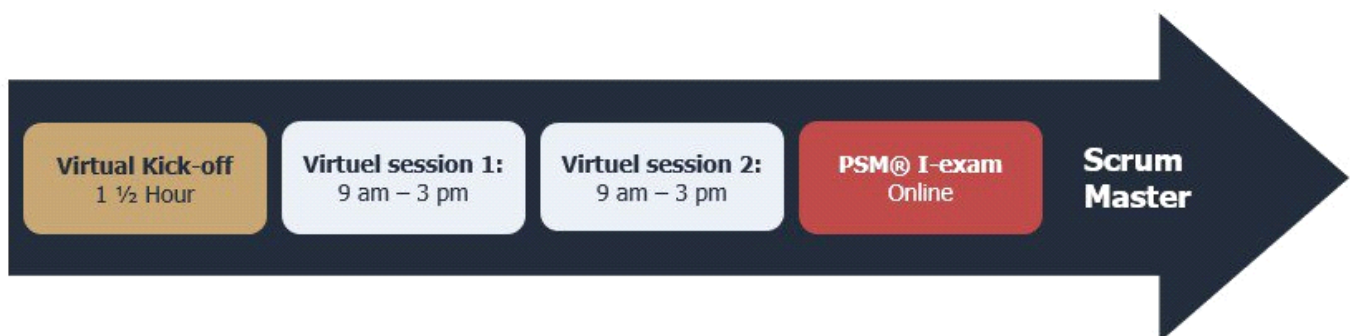 Virtual Kick-off
1 ½ Hour
Virtuel session 1:
9 am – 3 pm
Virtuel session 2:
9 am – 3 pm
PSM® I-exam
Online
Scrum
Master